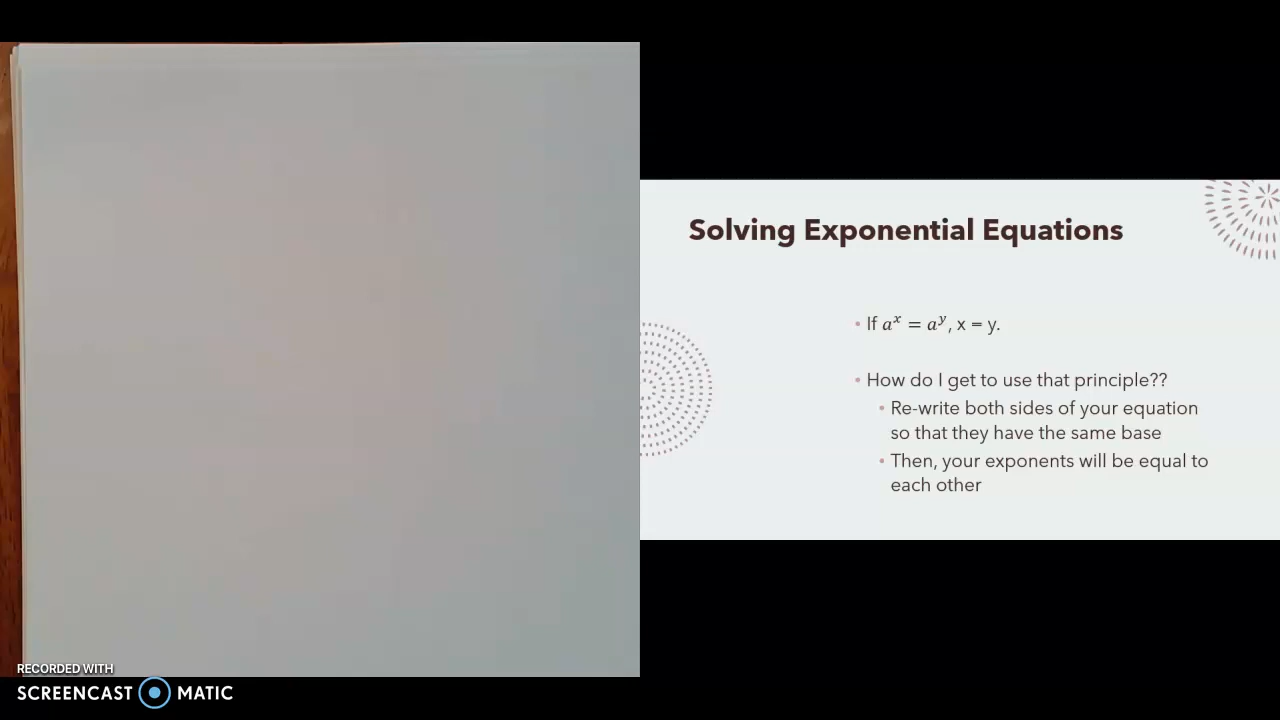 Solving Exponential Equations
• If 𝑎ˣ = 𝑎ʸ, x = y.
• How do I get to use that principle??
• Re-write both sides of your equation
so that they have the same base
• Then, your exponents will be equal to
each other
RECORDED WITH
SCREENCAST MATIC